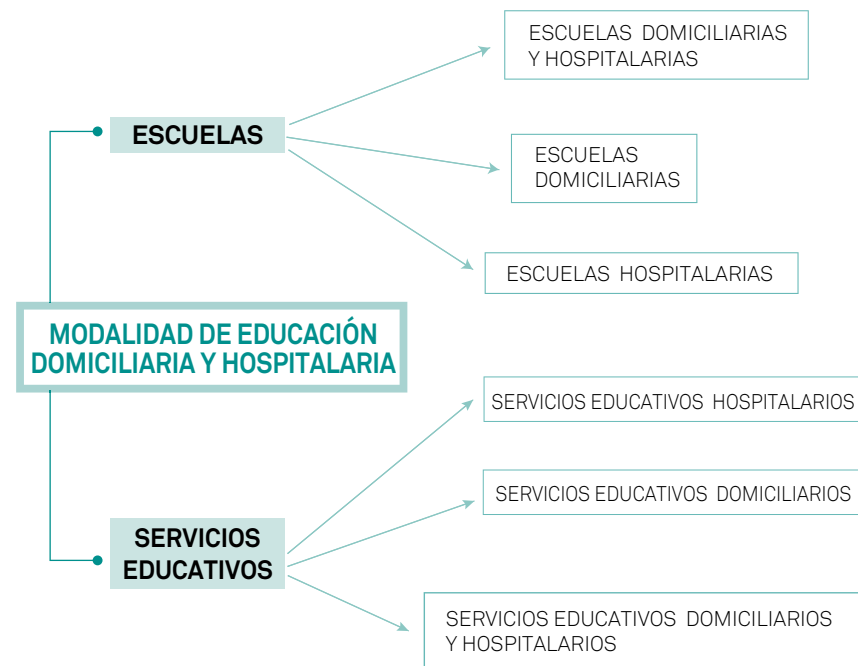 ESCUELAS DOMICILIARIAS
Y HOSPITALARIAS
ESCUELAS
ESCUELAS
DOMICILIARIAS
ESCUELAS HOSPITALARIAS
MODALIDAD DE EDUCACIÓN
DOMICILIARIA Y HOSPITALARIA
SERVICIOS EDUCATIVOS HOSPITALARIOS
SERVICIOS EDUCATIVOS DOMICILIARIOS
SERVICIOS
EDUCATIVOS
SERVICIOS EDUCATIVOS DOMICILIARIOS
Y HOSPITALARIOS